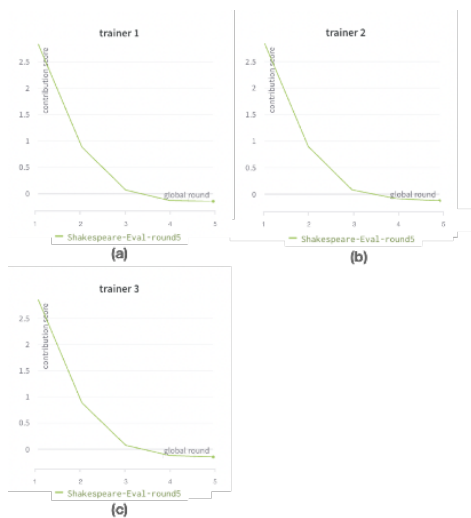 trainer 1
contribution score
2.5
2
1.5
1
0.5
0
global round
1 2 3 4 5
Shakespeare-Eval-round5
(a)
trainer 2
contribution score
2.5
2
1.5
1
0.5
0
global round
1 2 3 4 5
Shakespeare-Eval-round5
(b)
trainer 3
contribution score
2.5
2
1.5
1
0.5
0
global round
1 2 3 4 5
Shakespeare-Eval-round5
(c)